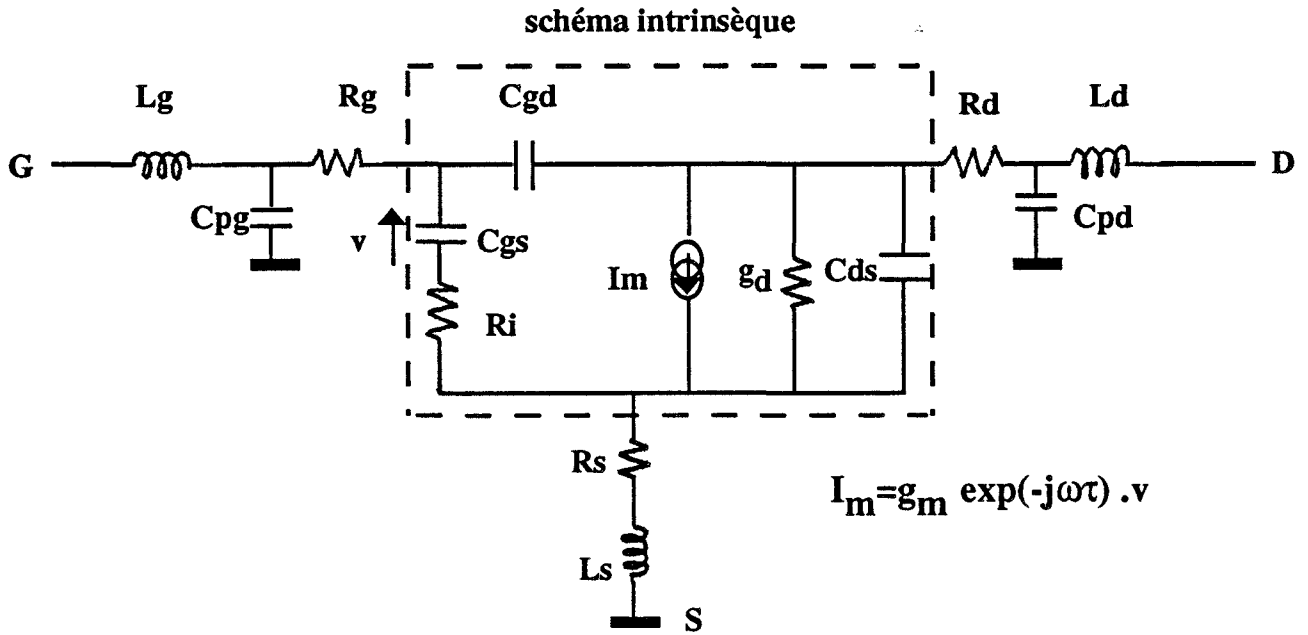 schéma intrinsèque
Lg
Rg
Cgd
Rd
Ld
G
D
Cpg
v
Cgs
Im
gd
Cds
Cpd
Ri
Rs
Im=gm exp(-jωτ) .v
Ls
S